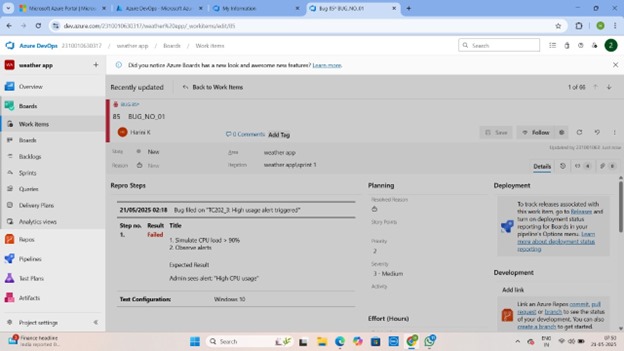 Microsoft Azure Portal
Azure DevOps - Microsoft Azure
My Information
Bug 85* BUG_NO_01
dev.azure.com/2310010630317/weather%20app/_workitems/edit/85
Azure DevOps
2310010630317 / weather app / Boards / Work items
Search
2
weather app
Did you notice Azure Boards has a new look and awesome new features? Learn more.
Overview
Boards
Work items
Boards
Backlogs
Sprints
Queries
Delivery Plans
Analytics views
Repos
Pipelines
Test Plans
Artifacts
Project settings
Recently updated
Back to Work Items
1 of 66
BUG 85*
85 BUG_NO_01
Harini K
0 Comments
Add Tag
Save
Follow
State
New
Area
weather app
Reason
New
Iteration
weather app\sprint 1
Details
4
6
Repro Steps
21/05/2025 02:18 Bug filed on "TC202_3: High usage alert triggered"
Step no. Result Title
1. Failed
1. Simulate CPU load > 90%
2. Observe alerts
Expected Result
Admin sees alert: "High CPU usage"
Test Configuration: Windows 10
Planning
Resolved Reason
Story Points
Priority
2
Severity
3 - Medium
Activity
Effort (Hours)
Deployment
To track releases associated with this work item, go to Releases and turn on deployment status reporting for Boards in your pipeline's Options menu. Learn more about deployment status reporting
Development
Add link
Link an Azure Repos commit, pull request or branch to see the status of your development. You can also create a branch to get started.
Finance headline
Search
ENG
IN
07:50
21-05-2025